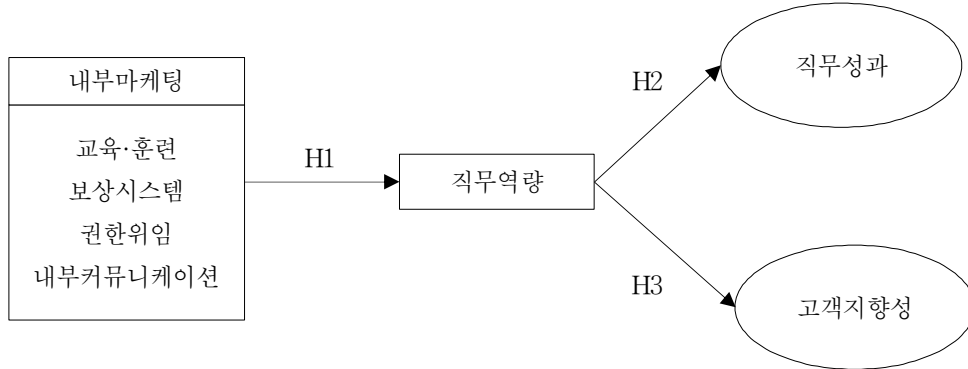 내부마케팅
교육·훈련
보상시스템
권한위임
내부커뮤니케이션
H1
직무역량
H2
직무성과
H3
고객지향성